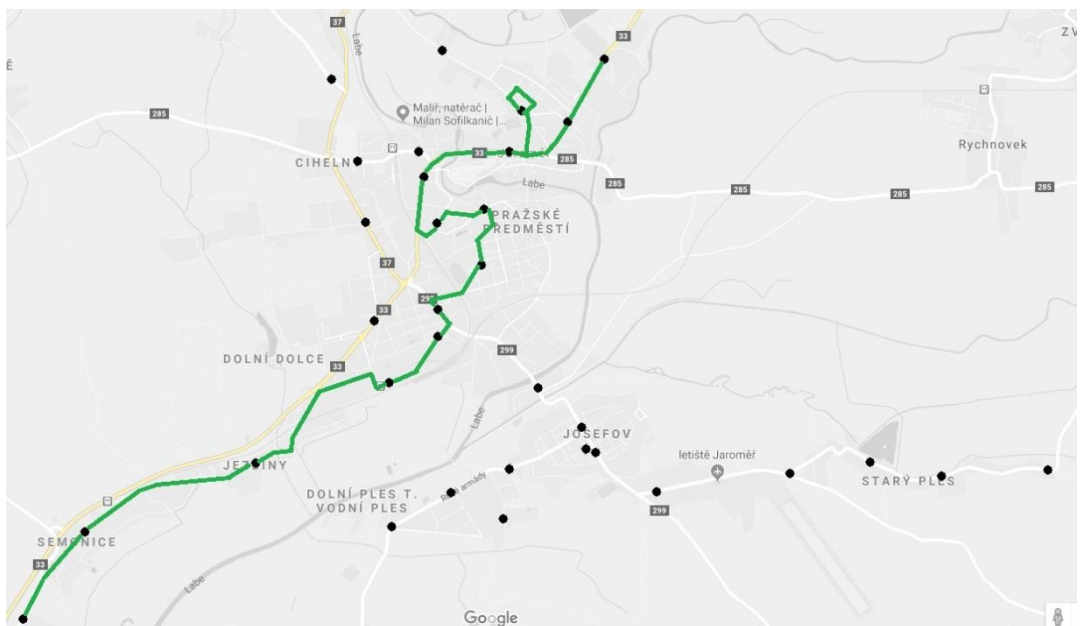 37
Labe
33
ZV
Ě
Malíř, natěrač |
Milan Sofilkanič |...
285
Rychnovek
CIHELN
33
285
285
285
285
285
Labe
PRAŽSKÉ
PŘEDMĚSTÍ
37
33
299
DOLNÍ DOLCE
33
Labe
JOSEFOV
letiště Jaroměř
JEZBINY
STARÝ PLES
DOLNÍ PLES T.
VODNÍ PLES
armády
299
SEMONICE
33
Labe
Google